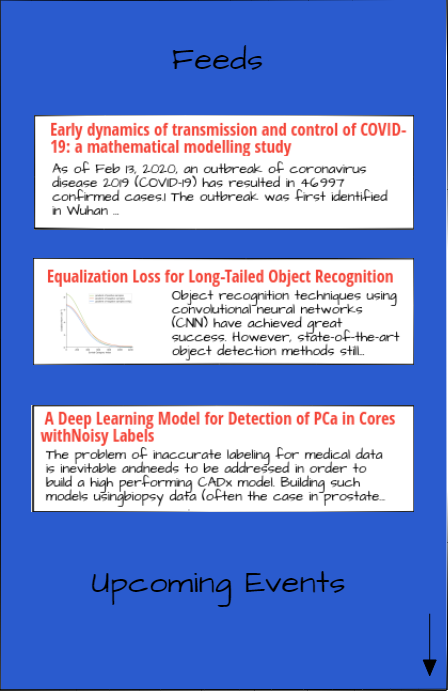 Feeds
Early dynamics of transmission and control of COVID-
19: a mathematical modelling study
As of Feb 13, 2020, an outbreak of coronavirus
disease 2019 (COVID-19) has resulted in 46 997
confirmed cases.1 The outbreak was first identified
in Wuhan ...
Equalization Loss for Long-Tailed Object Recognition
Object recognition techniques using
convolutional neural networks
(CNN) have achieved great
success. However, state-of-the-art
object detection methods still...
A Deep Learning Model for Detection of PCa in Cores
withNoisy Labels
The problem of inaccurate labeling for medical data
is inevitable andneeds to be addressed in order to
build a high performing CADx model. Building such
models usingbiopsy data (often the case in prostate...
Upcoming Events